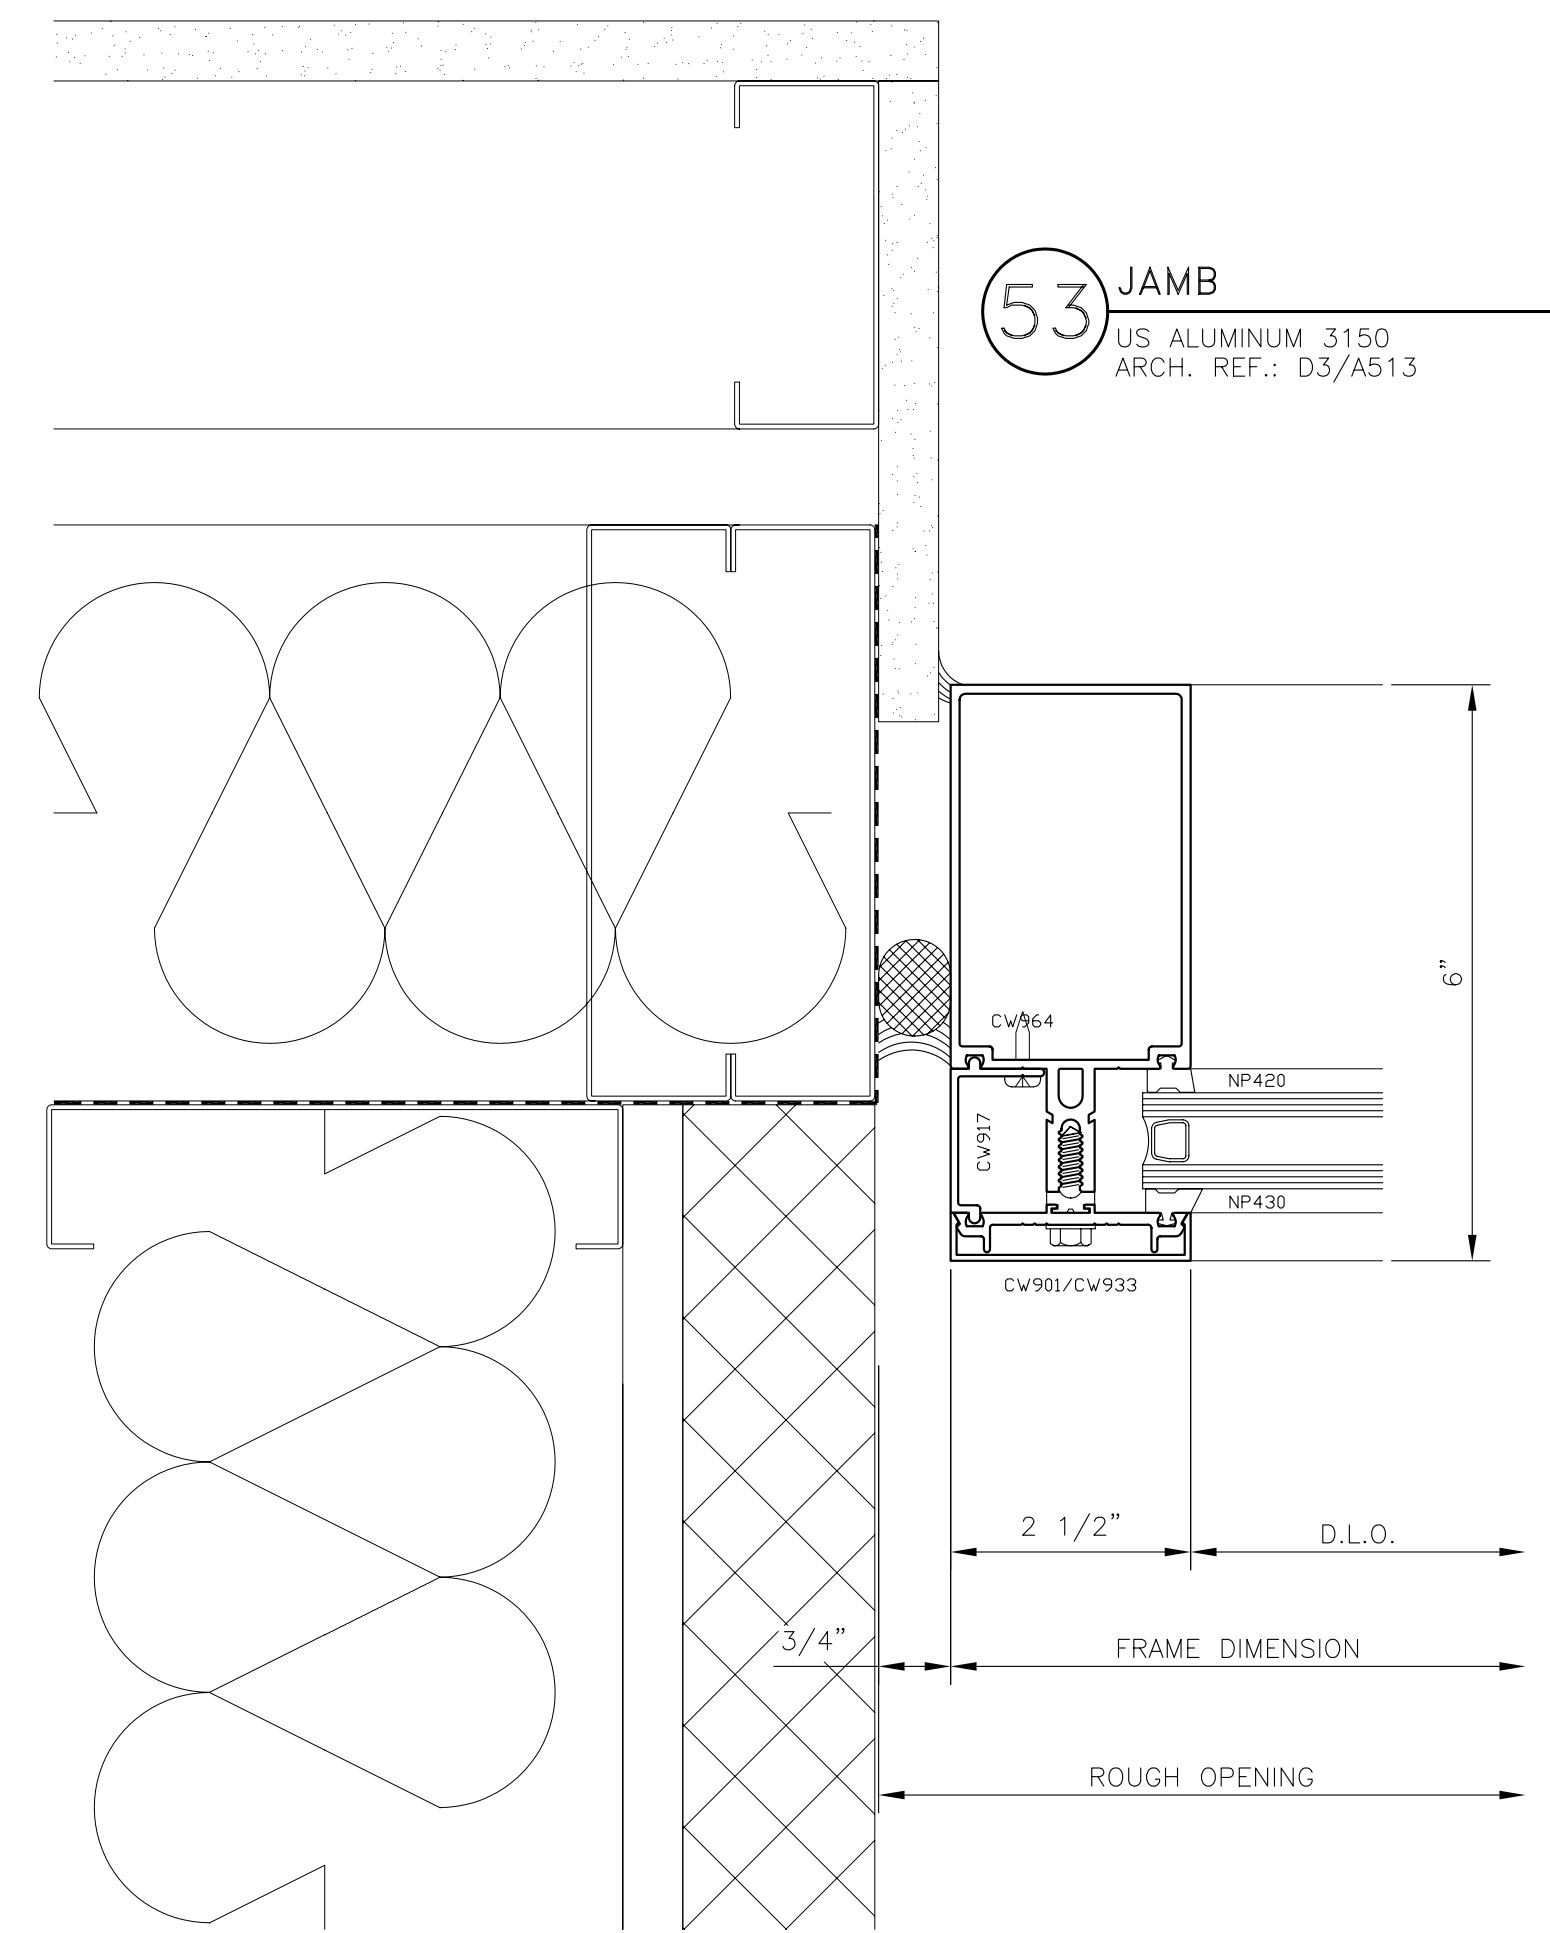 53
JAMB
US ALUMINUM 3150
ARCH. REF.: D3/A513
6"
CW964
NP420
CW917
NP430
CW901/CW933
2 1/2"
D.L.O.
3/4"
FRAME DIMENSION
ROUGH OPENING